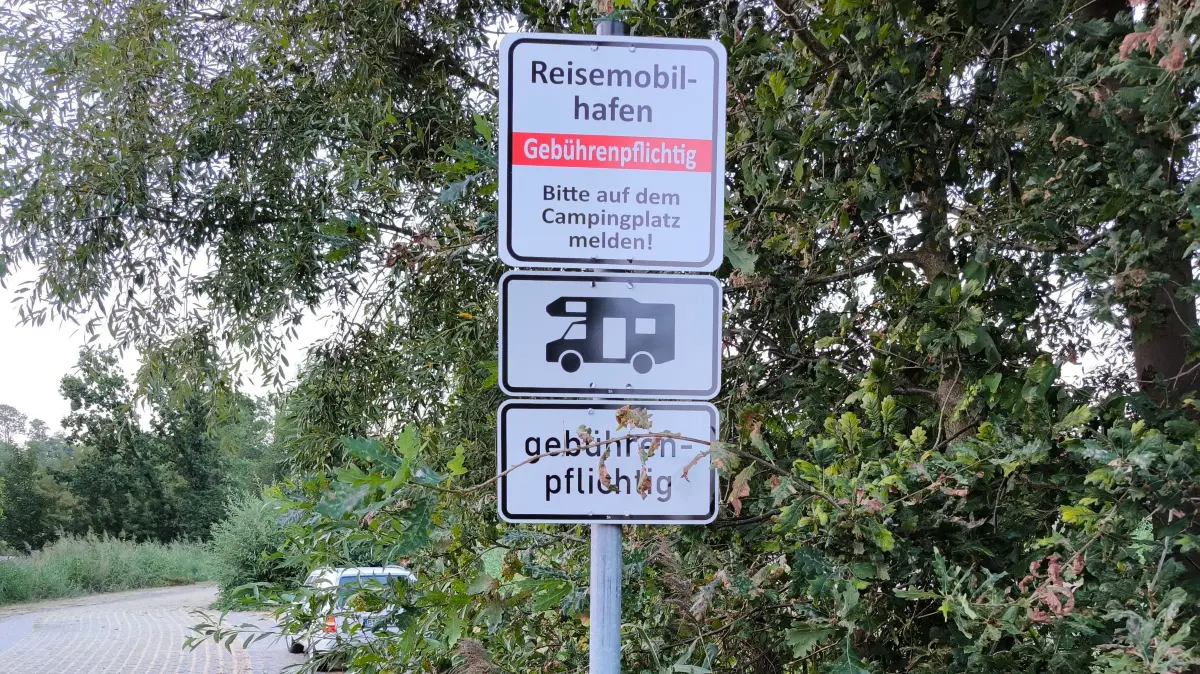 Reisemobil-
hafen
Gebührenpflichtig
Bitte auf dem
Campingplatz
melden!
gebühren-
pflichtig